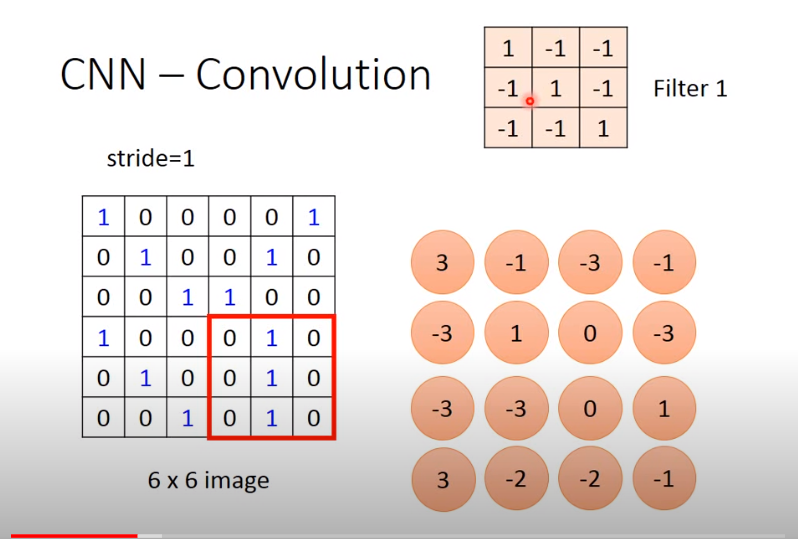 CNN – Convolution
1 -1 -1
-1 1 -1
-1 -1 1
Filter 1
stride=1
1 0 0 0 0 1
0 1 0 0 1 0
0 0 1 1 0 0
1 0 0 0 1 0
0 1 0 0 1 0
0 0 1 0 1 0
6 x 6 image
3 -1 -3 -1
-3 1 0 -3
-3 -3 0 1
3 -2 -2 -1